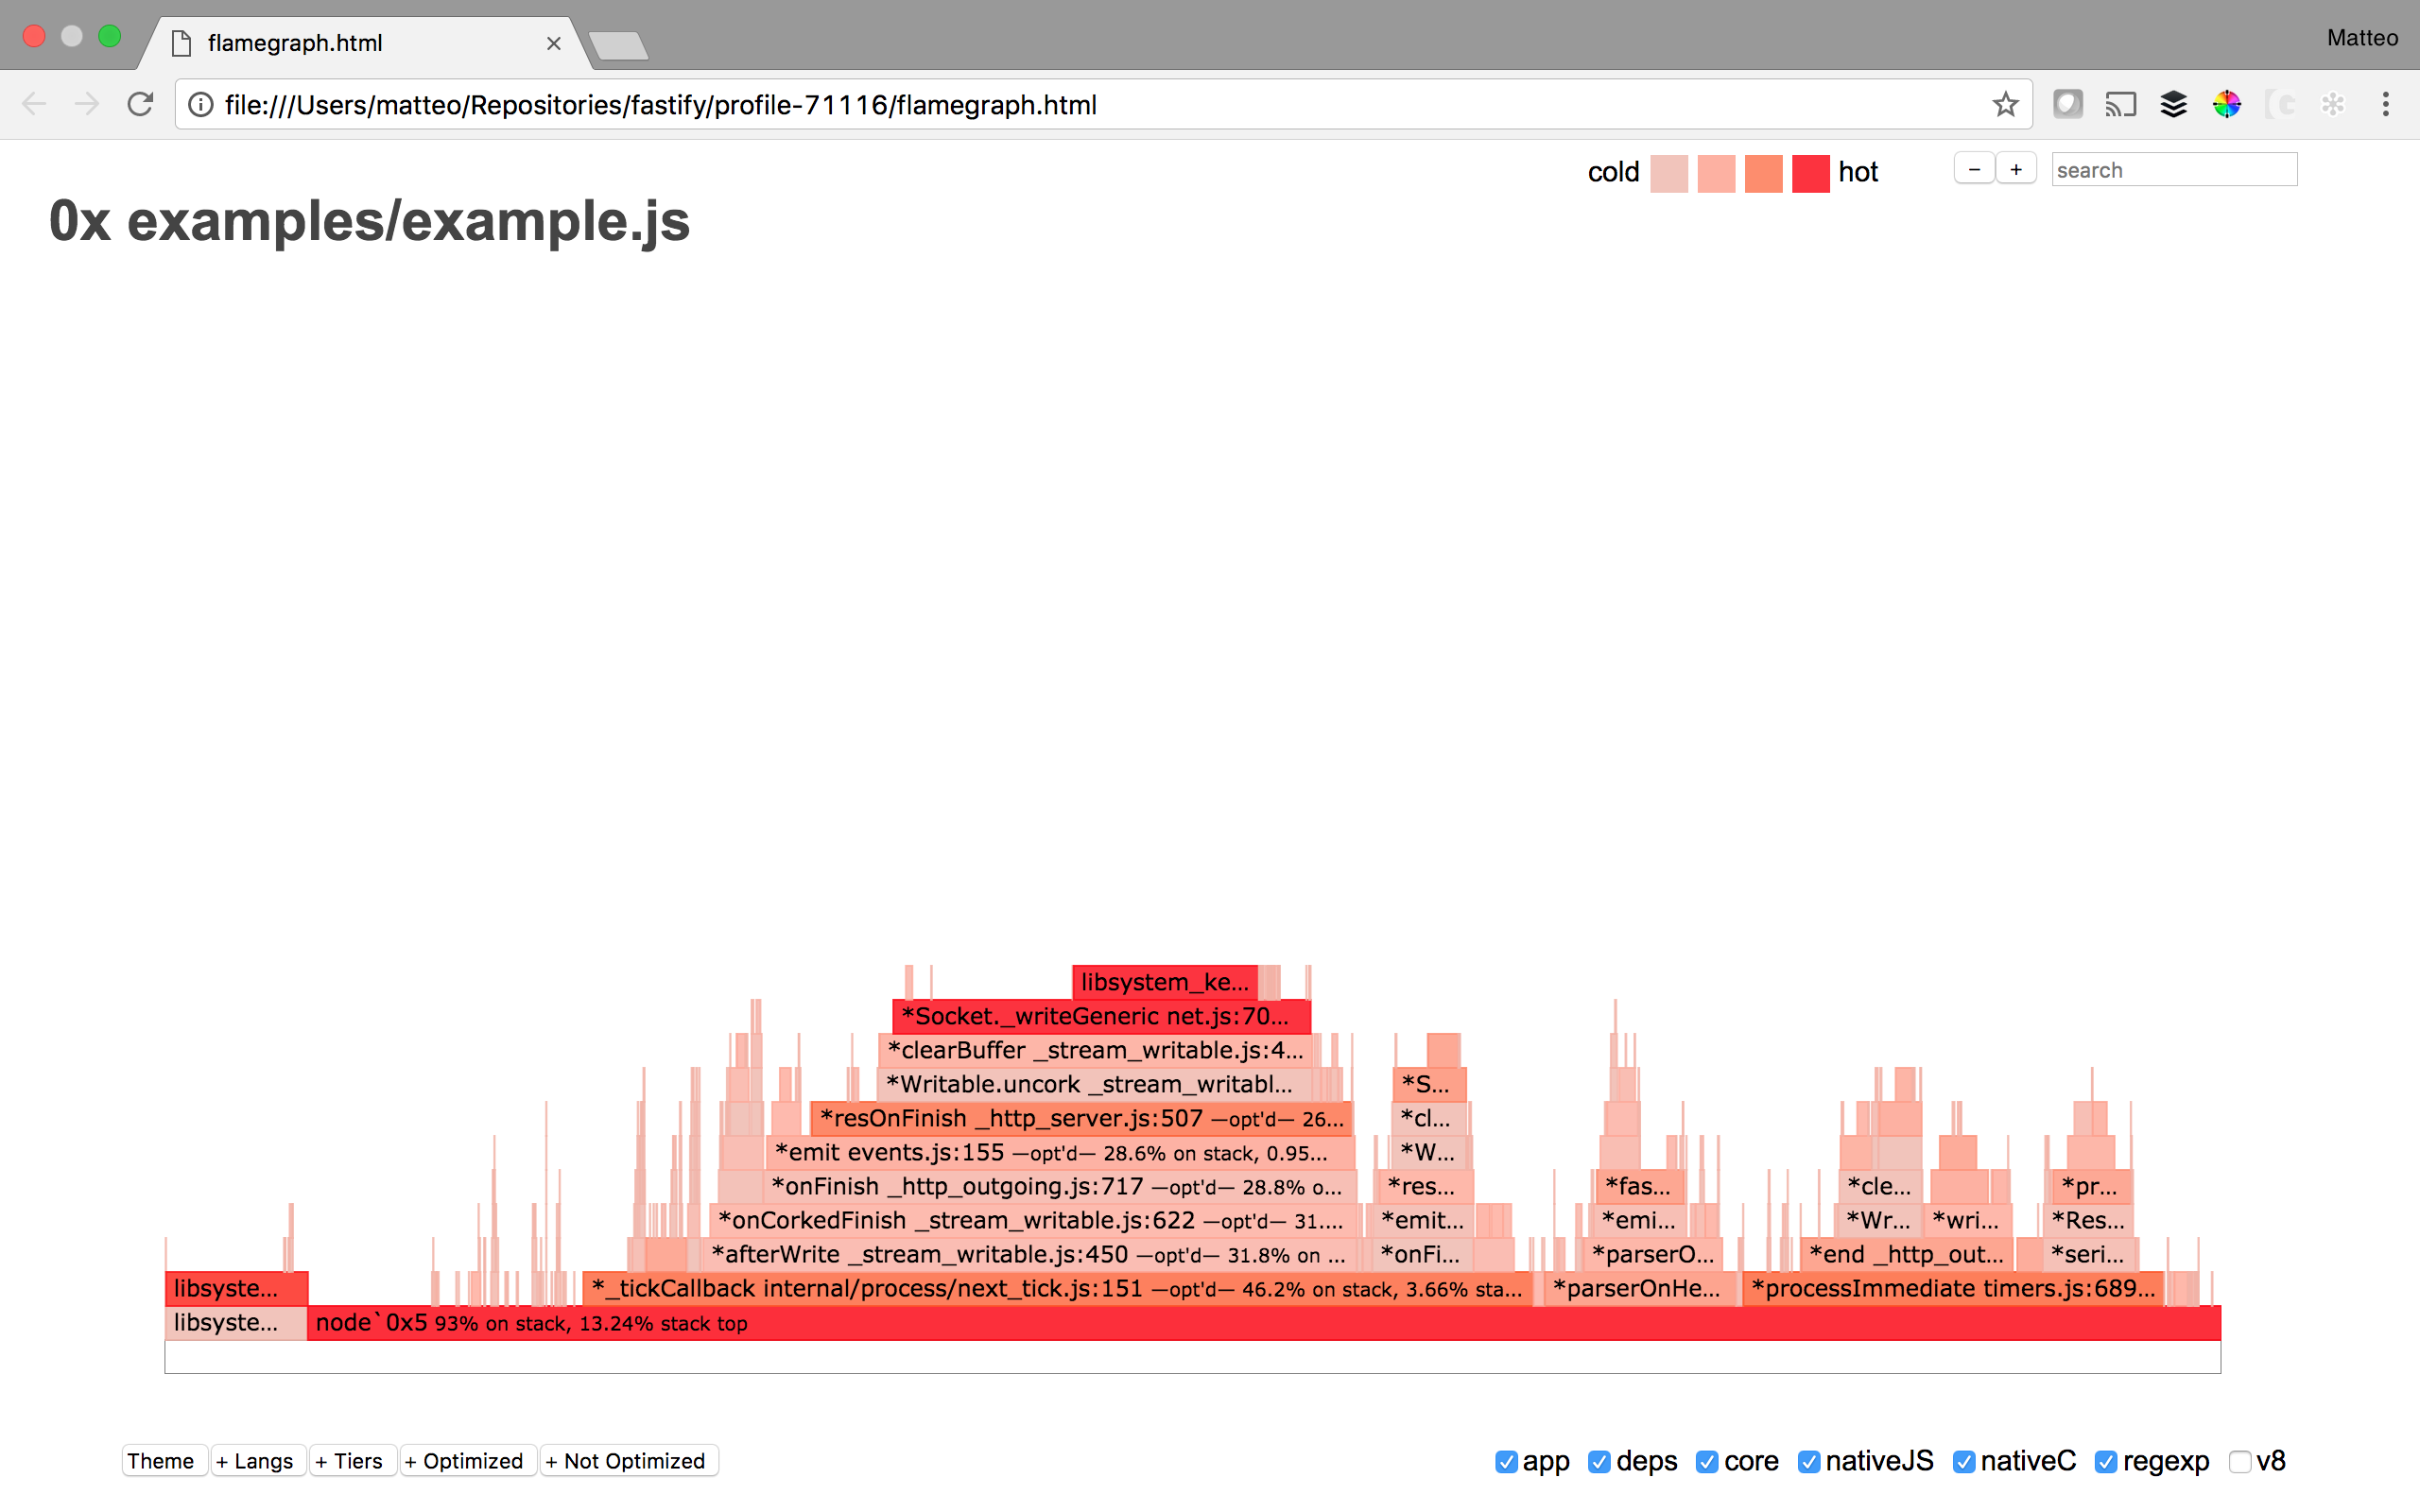 flamegraph.html
Matteo
file:///Users/matteo/Repositories/fastify/profile-71116/flamegraph.html
cold hot − + search
0x examples/example.js
libsystem_ke...
*Socket._writeGeneric net.js:70...
*clearBuffer _stream_writable.js:4...
*Writable.uncork _stream_writabl... *S...
*resOnFinish _http_server.js:507 —opt'd— 26... *cl...
*emit events.js:155 —opt'd— 28.6% on stack, 0.95... *W...
*onFinish _http_outgoing.js:717 —opt'd— 28.8% o... *res... *fas... *cle... *pr...
*onCorkedFinish _stream_writable.js:622 —opt'd— 31.... *emit... *emi... *Wr... *wri... *Res...
*afterWrite _stream_writable.js:450 —opt'd— 31.8% on ... *onFi... *parserO... *end _http_out... *seri...
libsyste... *_tickCallback internal/process/next_tick.js:151 —opt'd— 46.2% on stack, 3.66% sta... *parserOnHe... *processImmediate timers.js:689...
libsyste... node`0x5 93% on stack, 13.24% stack top
Theme + Langs + Tiers + Optimized + Not Optimized app deps core nativeJS nativeC regexp v8